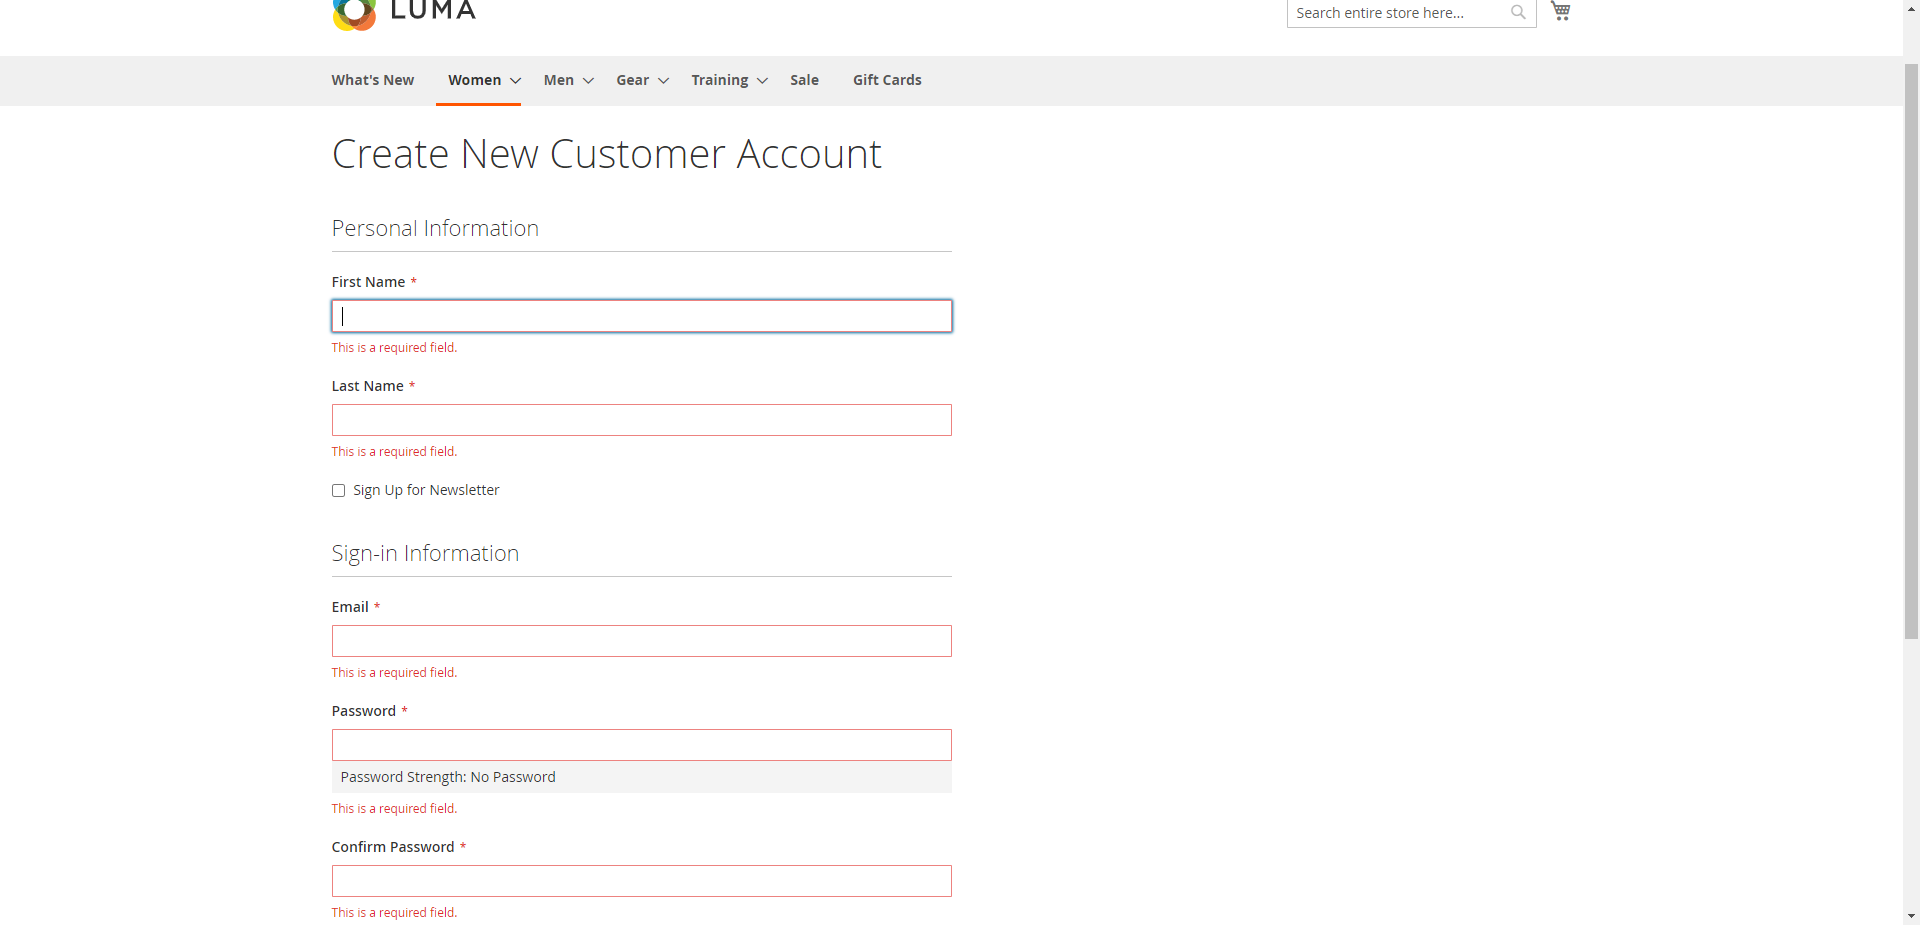 LUMA
Search entire store here...
What's New Women Men Gear Training Sale Gift Cards
Create New Customer Account
Personal Information
First Name *
This is a required field.
Last Name *
This is a required field.
Sign Up for Newsletter
Sign-in Information
Email *
This is a required field.
Password *
Password Strength: No Password
This is a required field.
Confirm Password *
This is a required field.